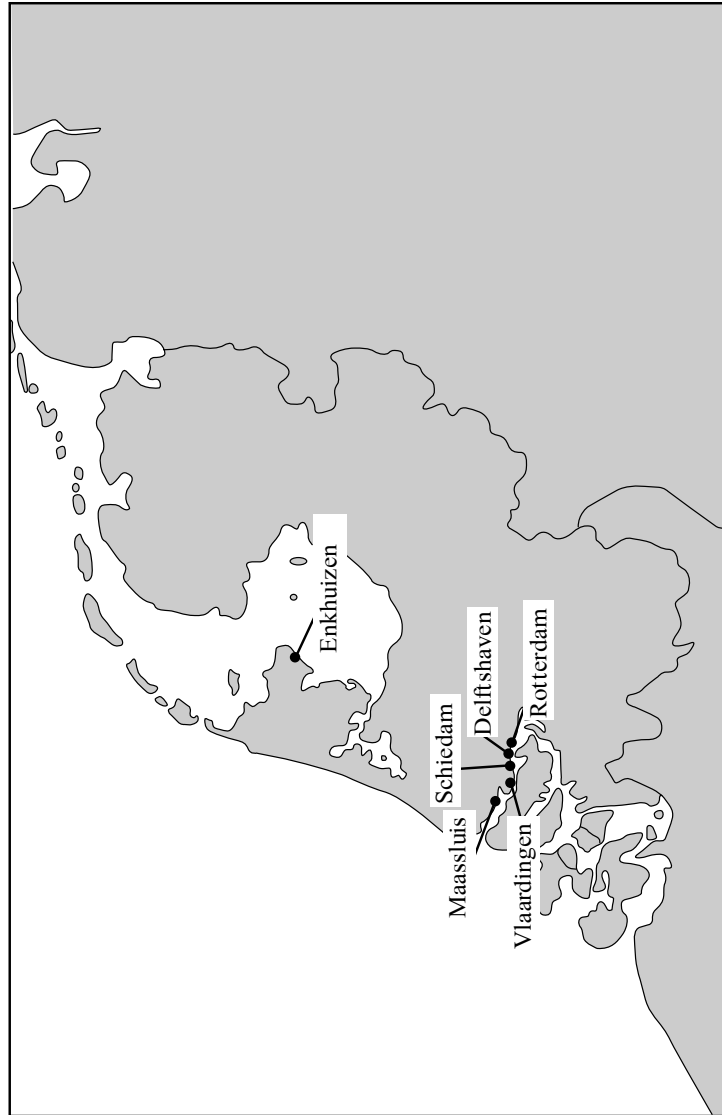 Enkhuizen
Delftshaven
Rotterdam
Schiedam
Maassluis
Vlaardingen